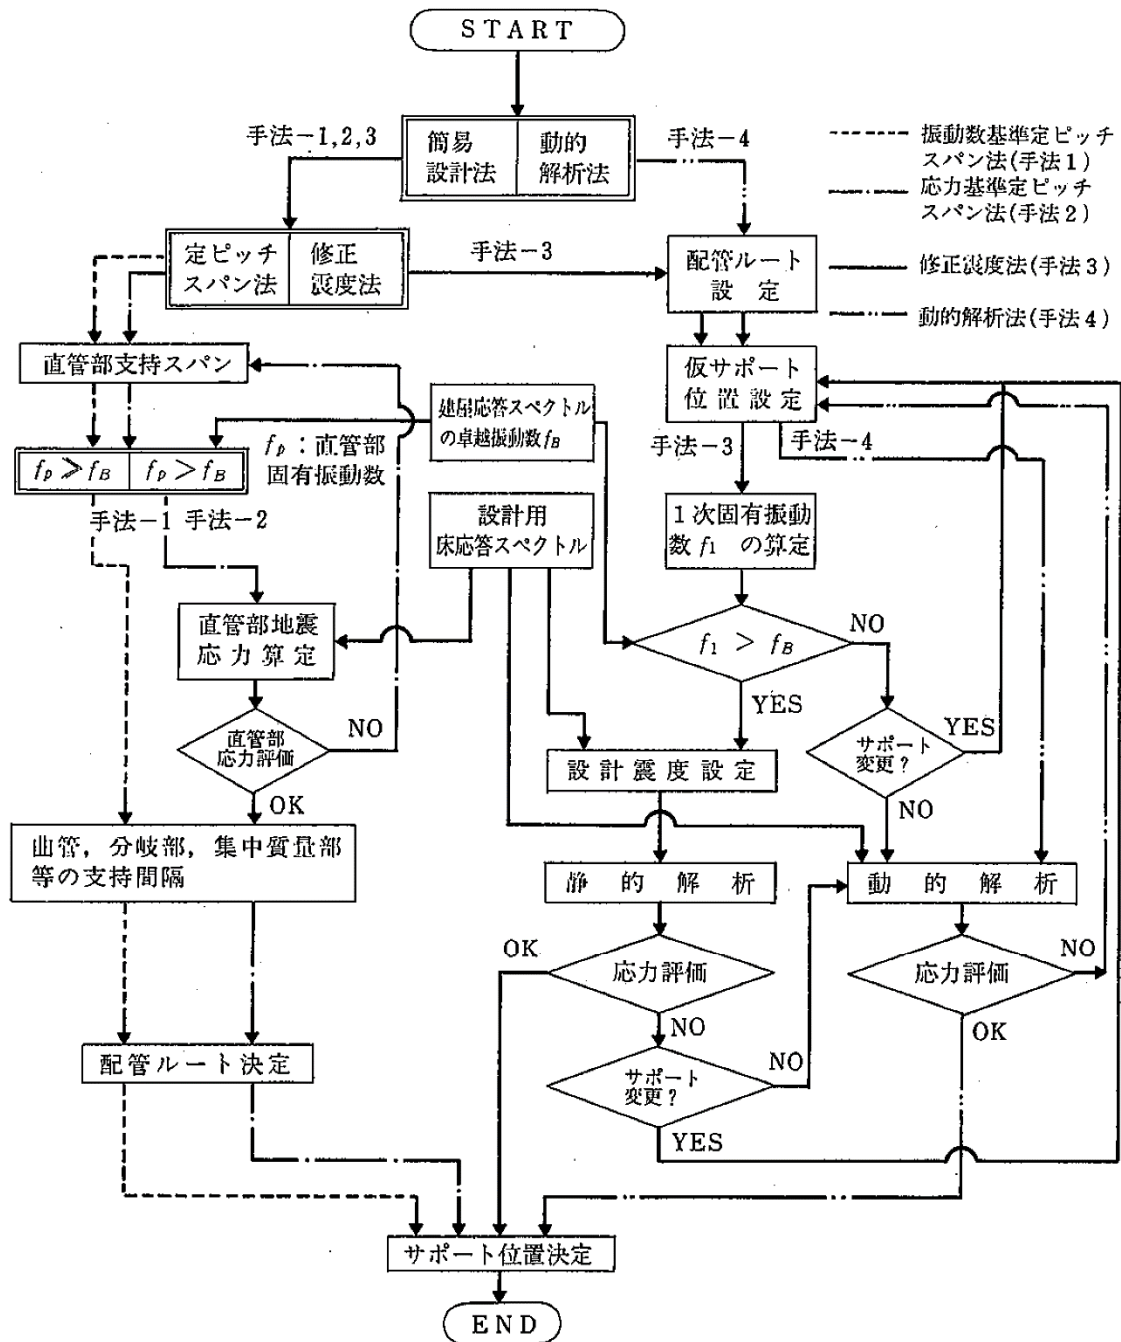 START
手法-1,2,3
簡易
設計法
動的
解析法
手法-4
振動数基準定ピッチ
スパン法(手法1)
応力基準定ピッチ
スパン法(手法2)
修正震度法(手法3)
動的解析法(手法4)
定ピッチ
スパン法
修正
震度法
手法-3
配管ルート
設定
直管部支持スパン
仮サポート
位置設定
建屋応答スペクトル
の卓越振動数 fB
手法-3
手法-4
fp≫fB
fp>fB
fp:直管部
固有振動数
手法-1
手法-2
設計用
床応答スペクトル
1次固有振動
数 f1 の算定
直管部地震
応力算定
f1 > fB
NO
YES
直管部
応力評価
NO
OK
サポート
変更?
YES
NO
設計震度設定
曲管，分岐部，集中質量部
等の支持間隔
静的解析
動的解析
OK
応力評価
NO
応力評価
NO
OK
配管ルート決定
サポート
変更?
NO
YES
サポート位置決定
END